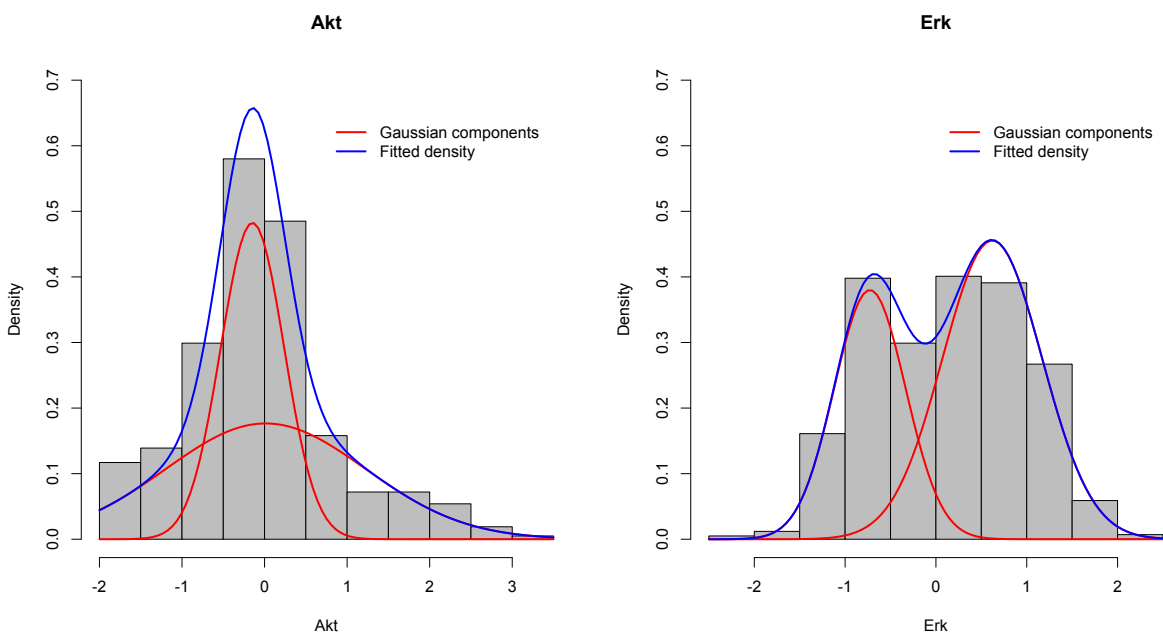 Akt
Density
0.0 0.1 0.2 0.3 0.4 0.5 0.6 0.7
Gaussian components
Fitted density
-2 -1 0 1 2 3
Akt
Erk
Density
0.0 0.1 0.2 0.3 0.4 0.5 0.6 0.7
Gaussian components
Fitted density
-2 -1 0 1 2
Erk